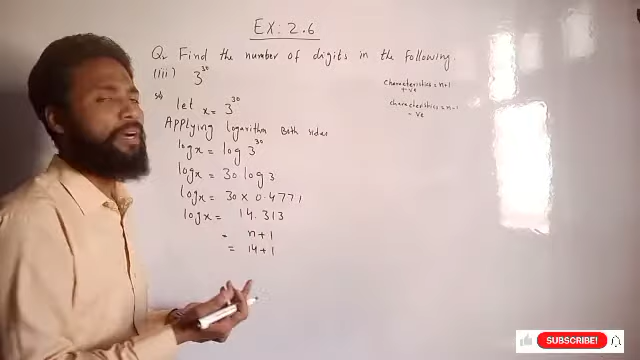 EX: 2.6
Q: Find the number of digits in the following.
(iii) 3^30
characteristics = n+1
+ve
characteristics = n-1
- ve
Sol let x = 3^30
Applying logarithm Both sides
log x = log 3^30
log x = 30 log 3
log x = 30 x 0.4771
log x = 14.313
= n+1
= 14+1
SUBSCRIBE!